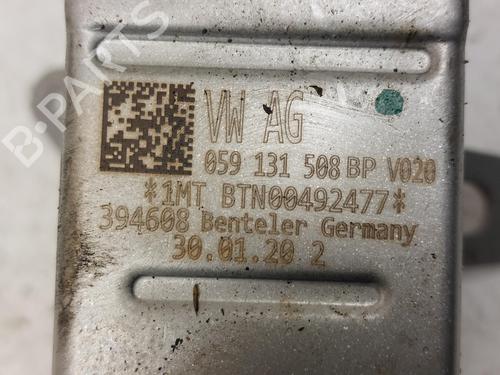 B-PARTS
VW AG
059 131 508 BP V020
*1MT BTN00492477*
394608 Benteler Germany
30.01.20 2